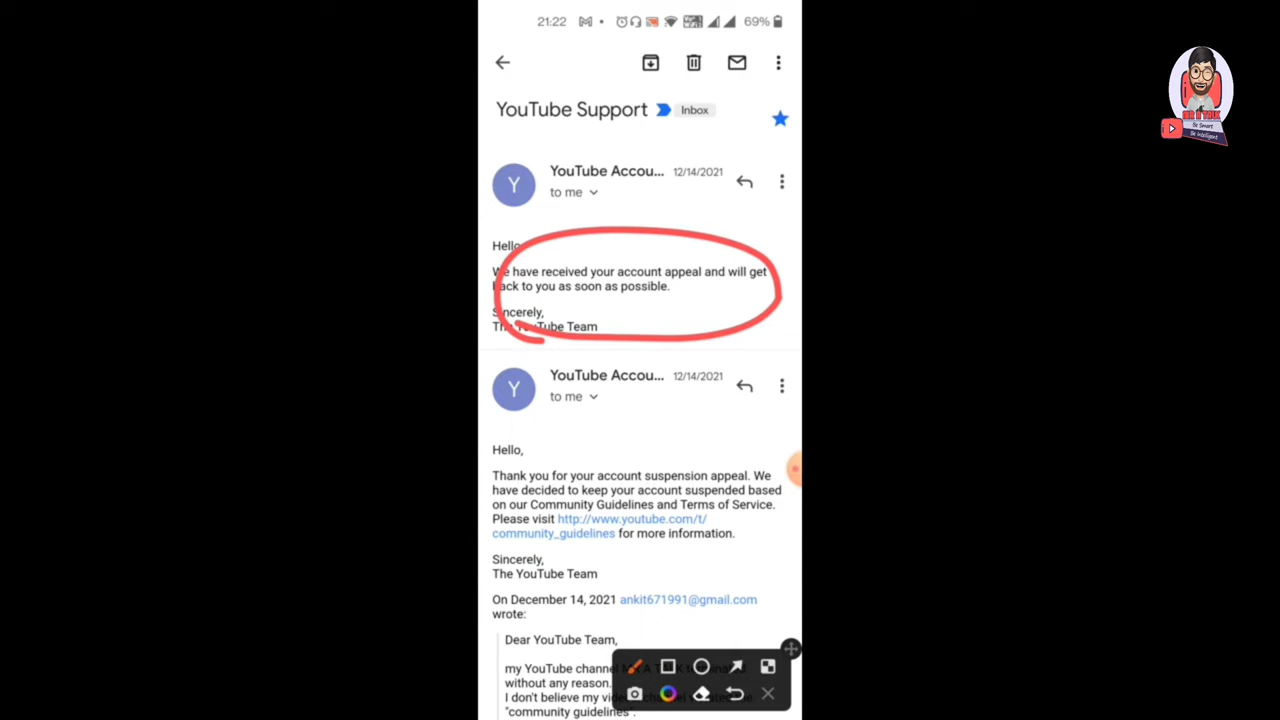 21:22
69%
YouTube Support Inbox
YouTube Accou... 12/14/2021
Y
to me
Hello,
We have received your account appeal and will get
back to you as soon as possible.
Sincerely,
The YouTube Team
YouTube Accou... 12/14/2021
Y
to me
Hello,
Thank you for your account suspension appeal. We
have decided to keep your account suspended based
on our Community Guidelines and Terms of Service.
Please visit http://www.youtube.com/t/
community_guidelines for more information.
Sincerely,
The YouTube Team
On December 14, 2021 ankit671991@gmail.com
wrote:
Dear YouTube Team,
my YouTube channel
without any reason.
I don't believe my
"community guidelines".
Be Smart
Be Intelligent